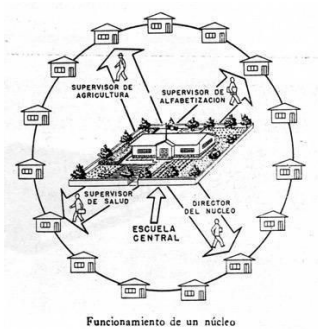 SUPERVISOR DE
AGRICULTURA
SUPERVISOR DE
ALFABETIZACION
SUPERVISOR
DE SALUD
DIRECTOR
DEL NUCLEO
ESCUELA
CENTRAL
Funcionamiento de un núcleo